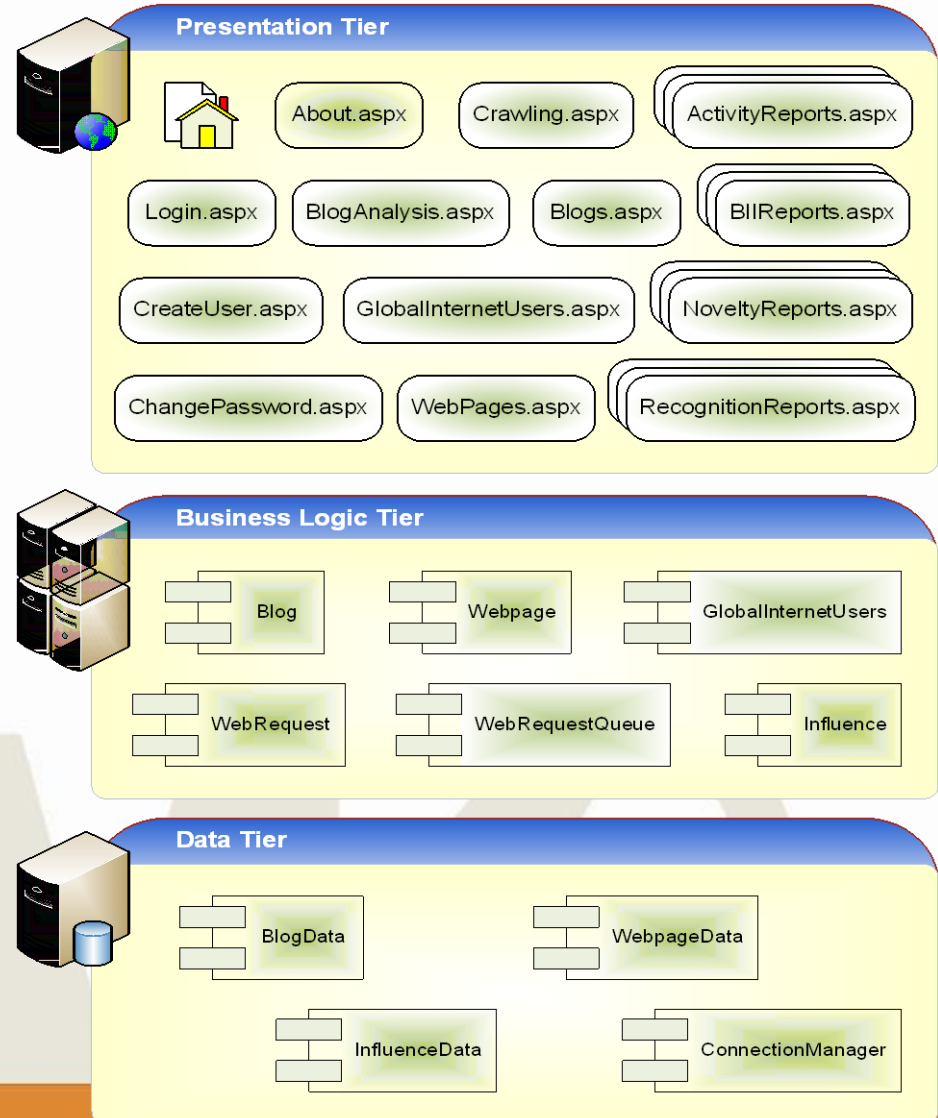 Presentation Tier
About.aspx
Crawling.aspx
ActivityReports.aspx
Login.aspx
BlogAnalysis.aspx
Blogs.aspx
BIIReports.aspx
CreateUser.aspx
GlobalInternetUsers.aspx
NoveltyReports.aspx
ChangePassword.aspx
WebPages.aspx
RecognitionReports.aspx
Business Logic Tier
Blog
Webpage
GlobalInternetUsers
WebRequest
WebRequestQueue
Influence
Data Tier
BlogData
WebpageData
InfluenceData
ConnectionManager